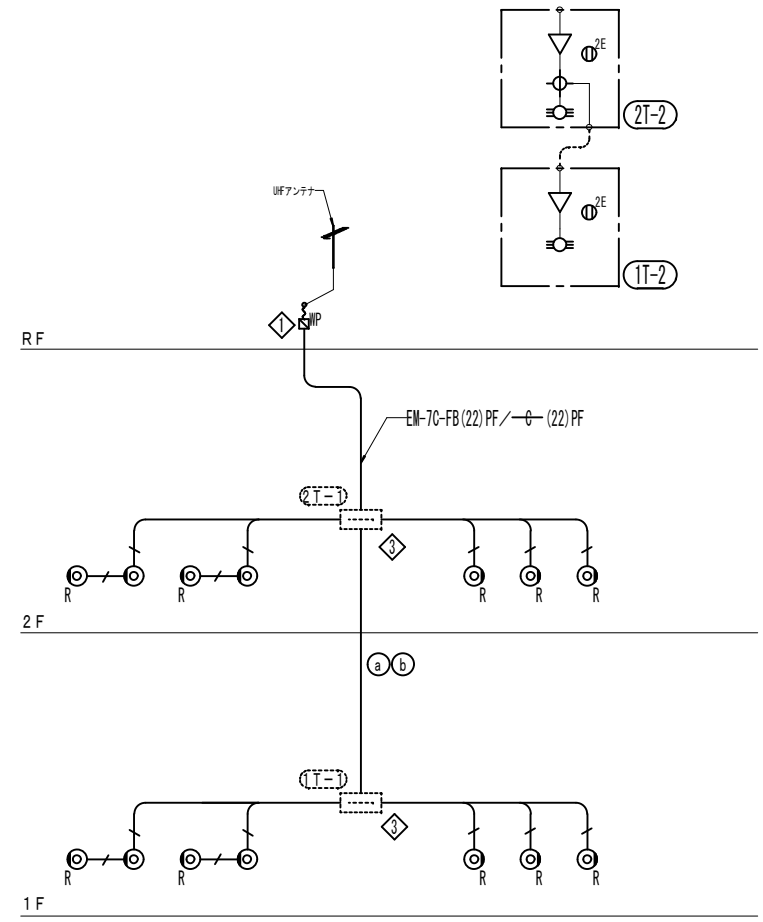 2E
2T-2
2E
1T-2
UHFアンテナ
1
WP
RF
EM-7C-FB(22)PF/ C (22)PF
2T-1
3
R
R
R
R
R
2F
a b
1T-1
3
R
R
R
R
R
1F